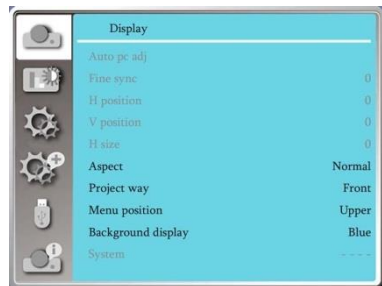 Display
Auto pc adj
Fine sync 0
H position 0
V position 0
H size 0
Aspect Normal
Project way Front
Menu position Upper
Background display Blue
System - - - -